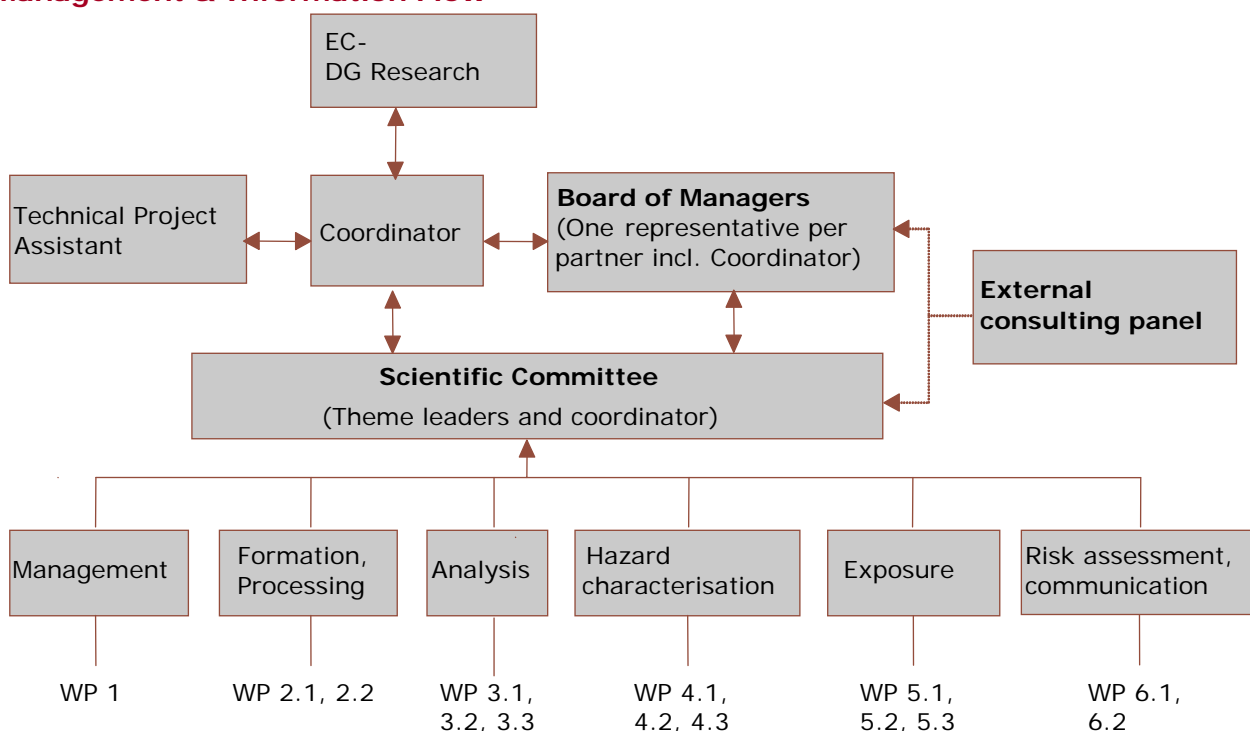 Management & Information Flow
EC-
DG Research
Technical Project
Assistant
Coordinator
Board of Managers
(One representative per
partner incl. Coordinator)
External
consulting panel
Scientific Committee
(Theme leaders and coordinator)
Management
Formation,
Processing
Analysis
Hazard
characterisation
Exposure
Risk assessment,
communication
WP 1
WP 2.1, 2.2
WP 3.1,
3.2, 3.3
WP 4.1,
4.2, 4.3
WP 5.1,
5.2, 5.3
WP 6.1,
6.2